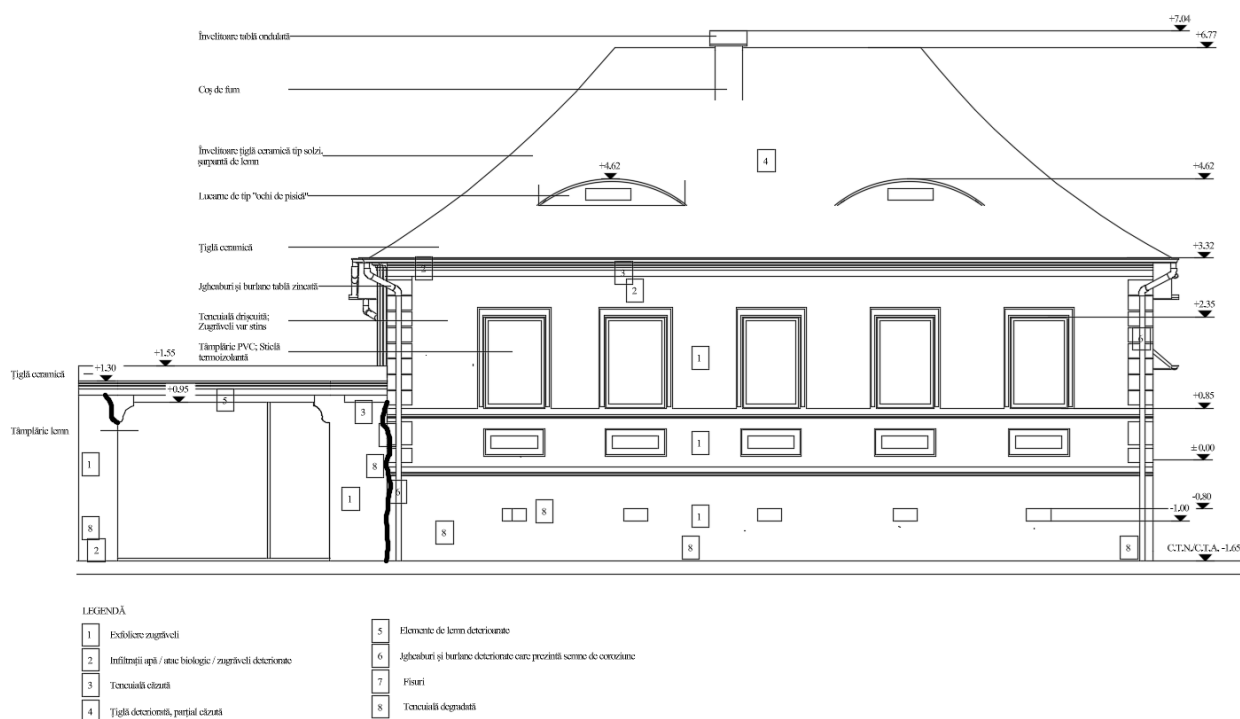 +7.04
Învelitoare tablă ondulată
+6.77
Coș de fum
Învelitoare țiglă ceramică tip solzi,
șarpantă de lemn
4
+4.62
+4.62
Lucarne de tip "ochi de pisică"
Țiglă ceramică
+3.32
2
3
Jgheaburi și burlane tablă zincată
2
Tencuială drișcuită;
Zugrăveli var stins
+2.35
6
Tâmplărie PVC; Sticlă
termoizolantă
1
+1.55
Țiglă ceramică
+1.30
+0.95
5
3
+0.85
Tâmplărie lemn
1
± 0,00
1
8
6
1
8
1
-0.80
-1.00
8
8
2
8
8
C.T.N./C.T.A. -1.65
LEGENDĂ
1 Exfoliere zugrăveli
2 Infiltrații apă / atac biologic / zugrăveli deteriorate
3 Tencuială căzută
4 Țiglă deteriorată, parțial căzută
5 Elemente de lemn deterioarate
6 Jgheaburi și burlane deteriorate care prezintă semne de coroziune
7 Fisuri
8 Tencuială degradată